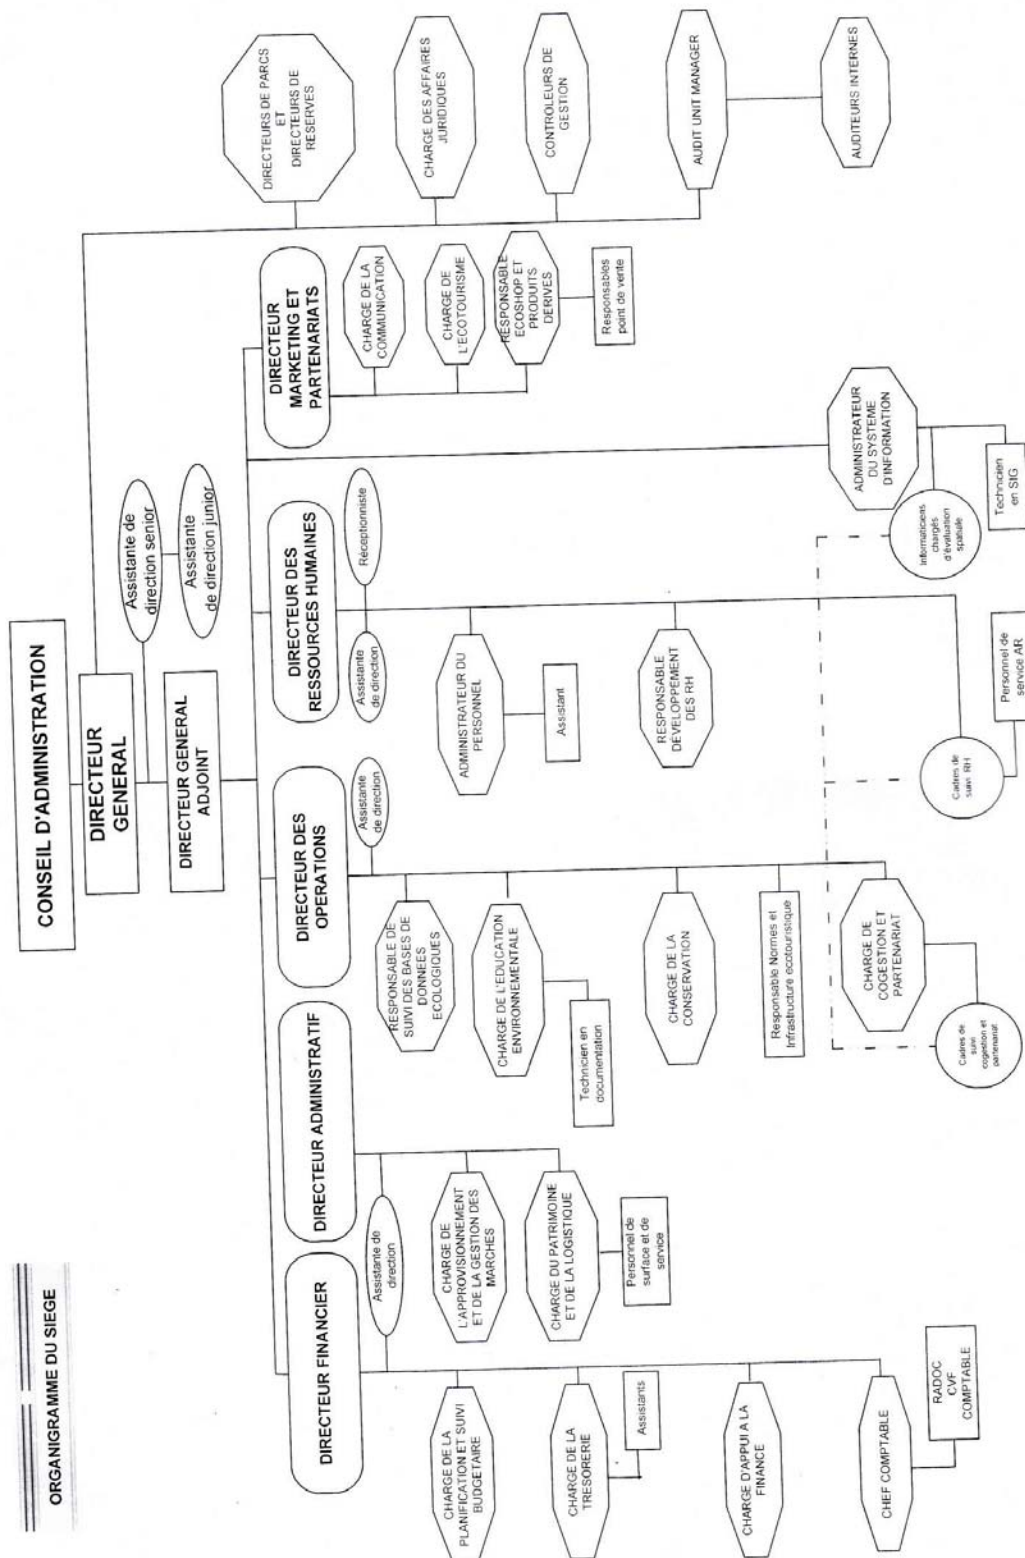 ORGANIGRAMME DU SIEGE
CONSEIL D'ADMINISTRATION
DIRECTEUR
GENERAL
Assistante de
direction senior
Assistante
de direction junior
DIRECTEUR GENERAL
ADJOINT
DIRECTEUR FINANCIER
DIRECTEUR ADMINISTRATIF
DIRECTEUR DES
OPERATIONS
DIRECTEUR DES
RESSOURCES HUMAINES
DIRECTEUR
MARKETING ET
PARTENARIATS
DIRECTEURS DE PARCS
ET
DIRECTEURS DE
RESERVES
CHARGE DES AFFAIRES
JURIDIQUES
CONTROLEURS DE
GESTION
AUDIT UNIT MANAGER
AUDITEURS INTERNES
Assistante de
direction
CHARGE DE LA
PLANIFICATION ET SUIVI
BUDGETAIRE
CHARGE DE LA
TRESORERIE
Assistants
CHARGE D'APPUI A LA
FINANCE
CHEF COMPTABLE
RADOC
CVF
COMPTABLE
CHARGE DE
L'APPROVISIONNEMENT
ET DE LA GESTION DES
MARCHES
CHARGE DU PATRIMOINE
ET DE LA LOGISTIQUE
Personnel de
surface et de
service
Assistante
de direction
RESPONSABLE DE
SUIVI DES BASES DE
DONNEES
ECOLOGIQUES
CHARGE DE L'EDUCATION
ENVIRONNEMENTALE
Technicien en
documentation
CHARGE DE LA
CONSERVATION
Responsable Normes et
Infrastructure ecotouristique
CHARGE DE
COGESTION ET
PARTENARIAT
Cadres de
suivi
cogestion et
partenariat
Assistante
de direction
Réceptionniste
ADMINISTRATEUR DU
PERSONNEL
Assistant
RESPONSABLE
DÉVELOPPEMENT
DES RH
Cadres de
suivi RH
Personnel de
service AR
CHARGE DE LA
COMMUNICATION
CHARGE DE
L'ECOTOURISME
RESPONSABLE
ECOSHOP ET
PRODUITS
DERIVES
Responsables
point de vente
ADMINISTRATEUR
DU SYSTEME
D'INFORMATION
Informaticiens
chargés
d'évaluation
spatiale
Technicien
en SIG